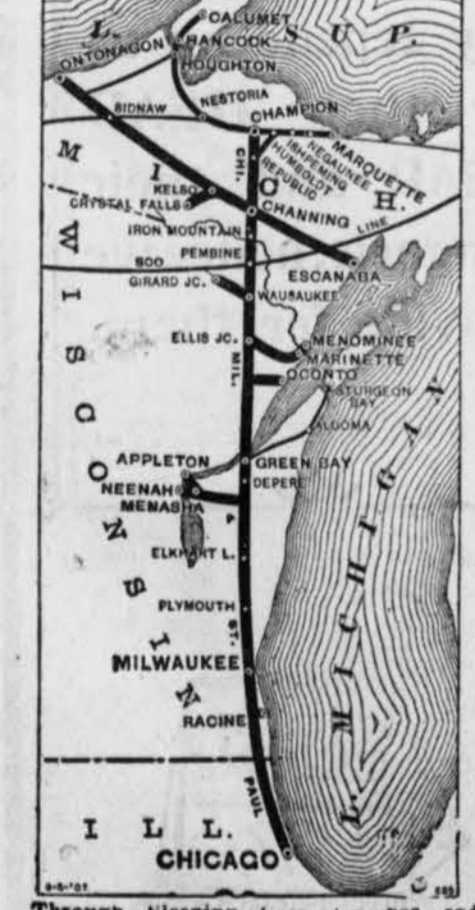 CALUMET
L. SUP.
HANCOCK
ONTONAGON
HOUGHTON
NESTORIA
SIDNAW
CHAMPION
MARQUETTE
NEGAUNEE
ISHPEMING
HUMBOLDT
REPUBLIC
CHI.
M I C H.
KELSO
CRYSTAL FALLS
CHANNING
IRON MOUNTAIN
LINE
PEMBINE
SOO
ESCANABA
GIRARD JC.
WAUSAUKEE
ELLIS JC.
MENOMINEE
MARINETTE
MIL.
OCONTO
STURGEON
BAY
ALGOMA
APPLETON
GREEN BAY
NEENAH
DEPERE
MENASHA
ELKHART L.
PLYMOUTH
ST.
MILWAUKEE
RACINE
WISCONSIN
L. MICHIGAN
PAUL
ILL.
CHICAGO
Through